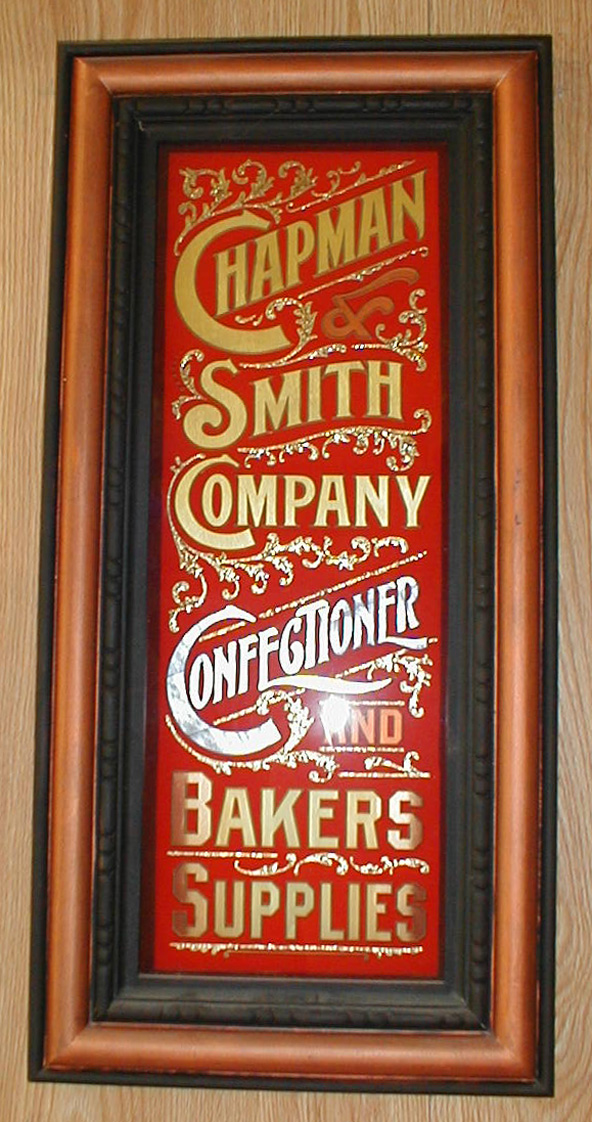 CHAPMAN
&
SMITH
COMPANY
CONFECTIONER
AND
BAKERS
SUPPLIES